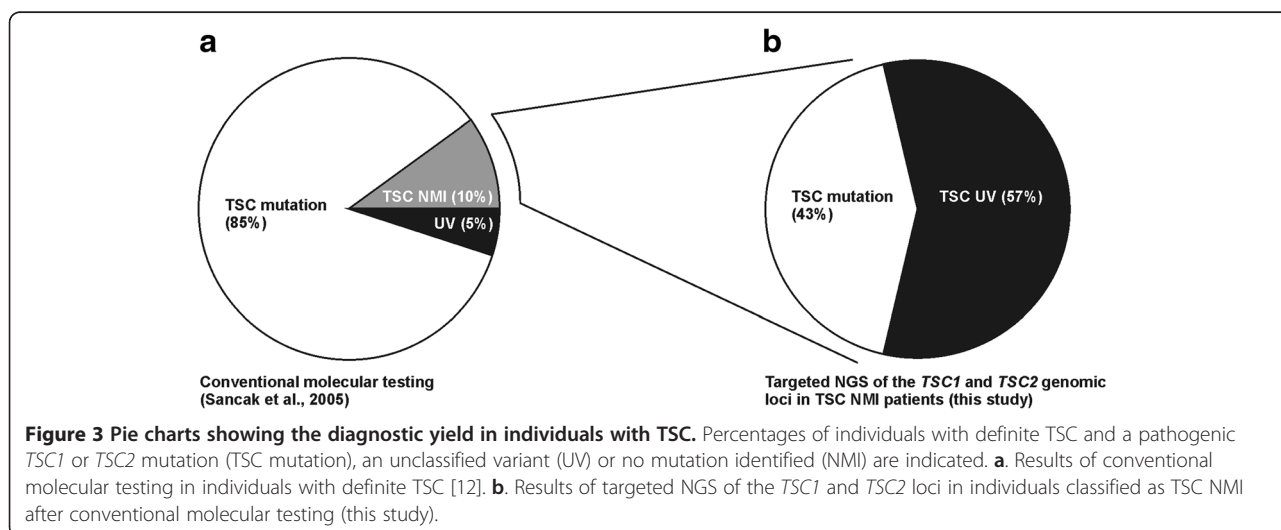 a
b
TSC mutation
(85%)
TSC NMI (10%)
UV (5%)
TSC mutation
(43%)
TSC UV (57%)
Conventional molecular testing
(Sancak et al., 2005)
Targeted NGS of the TSC1 and TSC2 genomic
loci in TSC NMI patients (this study)
Figure 3 Pie charts showing the diagnostic yield in individuals with TSC. Percentages of individuals with definite TSC and a pathogenic
TSC1 or TSC2 mutation (TSC mutation), an unclassified variant (UV) or no mutation identified (NMI) are indicated. a. Results of conventional
molecular testing in individuals with definite TSC [12]. b. Results of targeted NGS of the TSC1 and TSC2 loci in individuals classified as TSC NMI
after conventional molecular testing (this study).